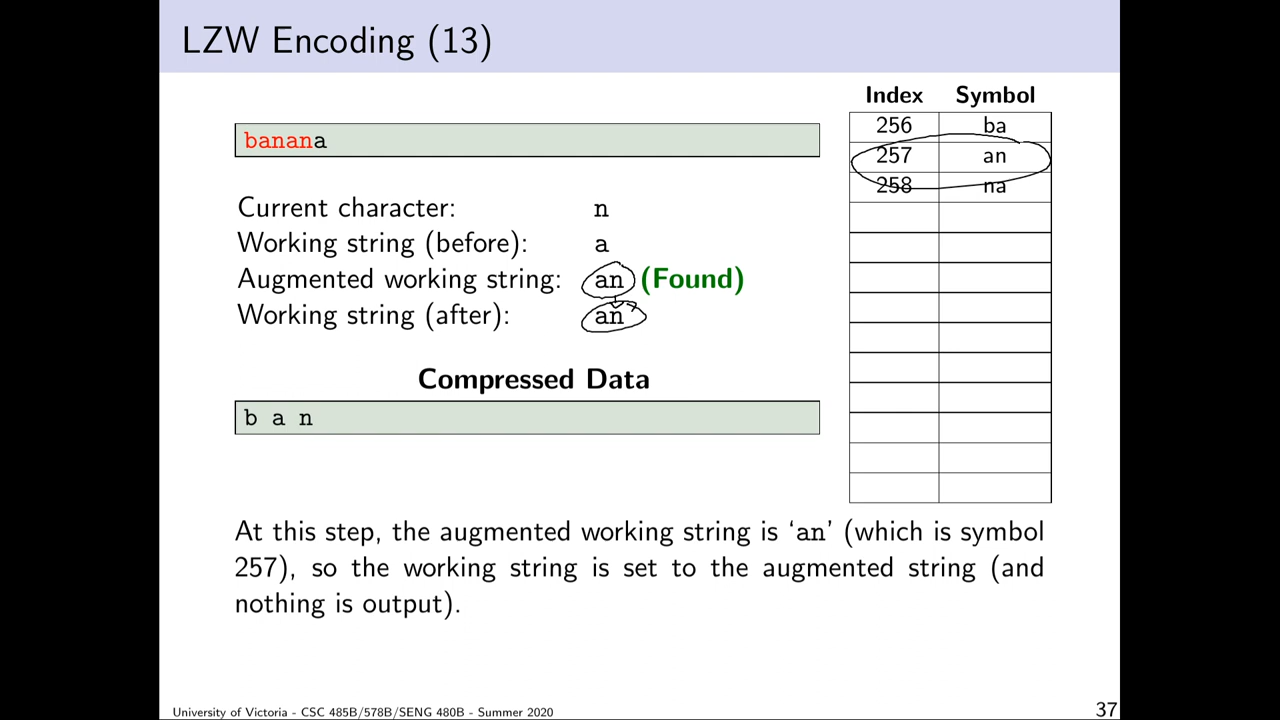 LZW Encoding (13)
Index Symbol
256 ba
257 an
258 na
banana
Current character: n
Working string (before): a
Augmented working string: an (Found)
Working string (after): an
Compressed Data
b a n
At this step, the augmented working string is ‘an’ (which is symbol
257), so the working string is set to the augmented string (and
nothing is output).
University of Victoria - CSC 485B/578B/SENG 480B - Summer 2020
37